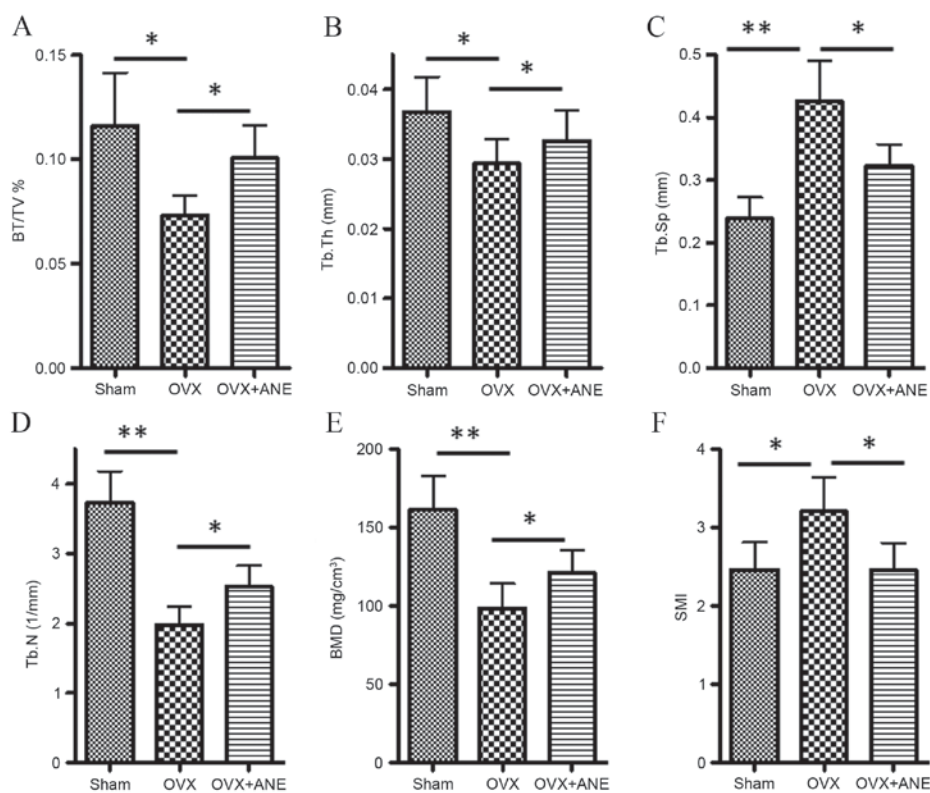 A
*
*
0.15
0.10
0.05
0.00
BT/TV %
Sham OVX OVX+ANE
B
*
*
0.04
0.03
0.02
0.01
0.00
Tb.Th (mm)
Sham OVX OVX+ANE
C
**
*
0.5
0.4
0.3
0.2
0.1
0.0
Tb.Sp (mm)
Sham OVX OVX+ANE
D
**
*
4
3
2
1
0
Tb.N (1/mm)
Sham OVX OVX+ANE
E
**
*
200
150
100
50
0
BMD (mg/cm³)
Sham OVX OVX+ANE
F
*
*
4
3
2
1
0
SMI
Sham OVX OVX+ANE